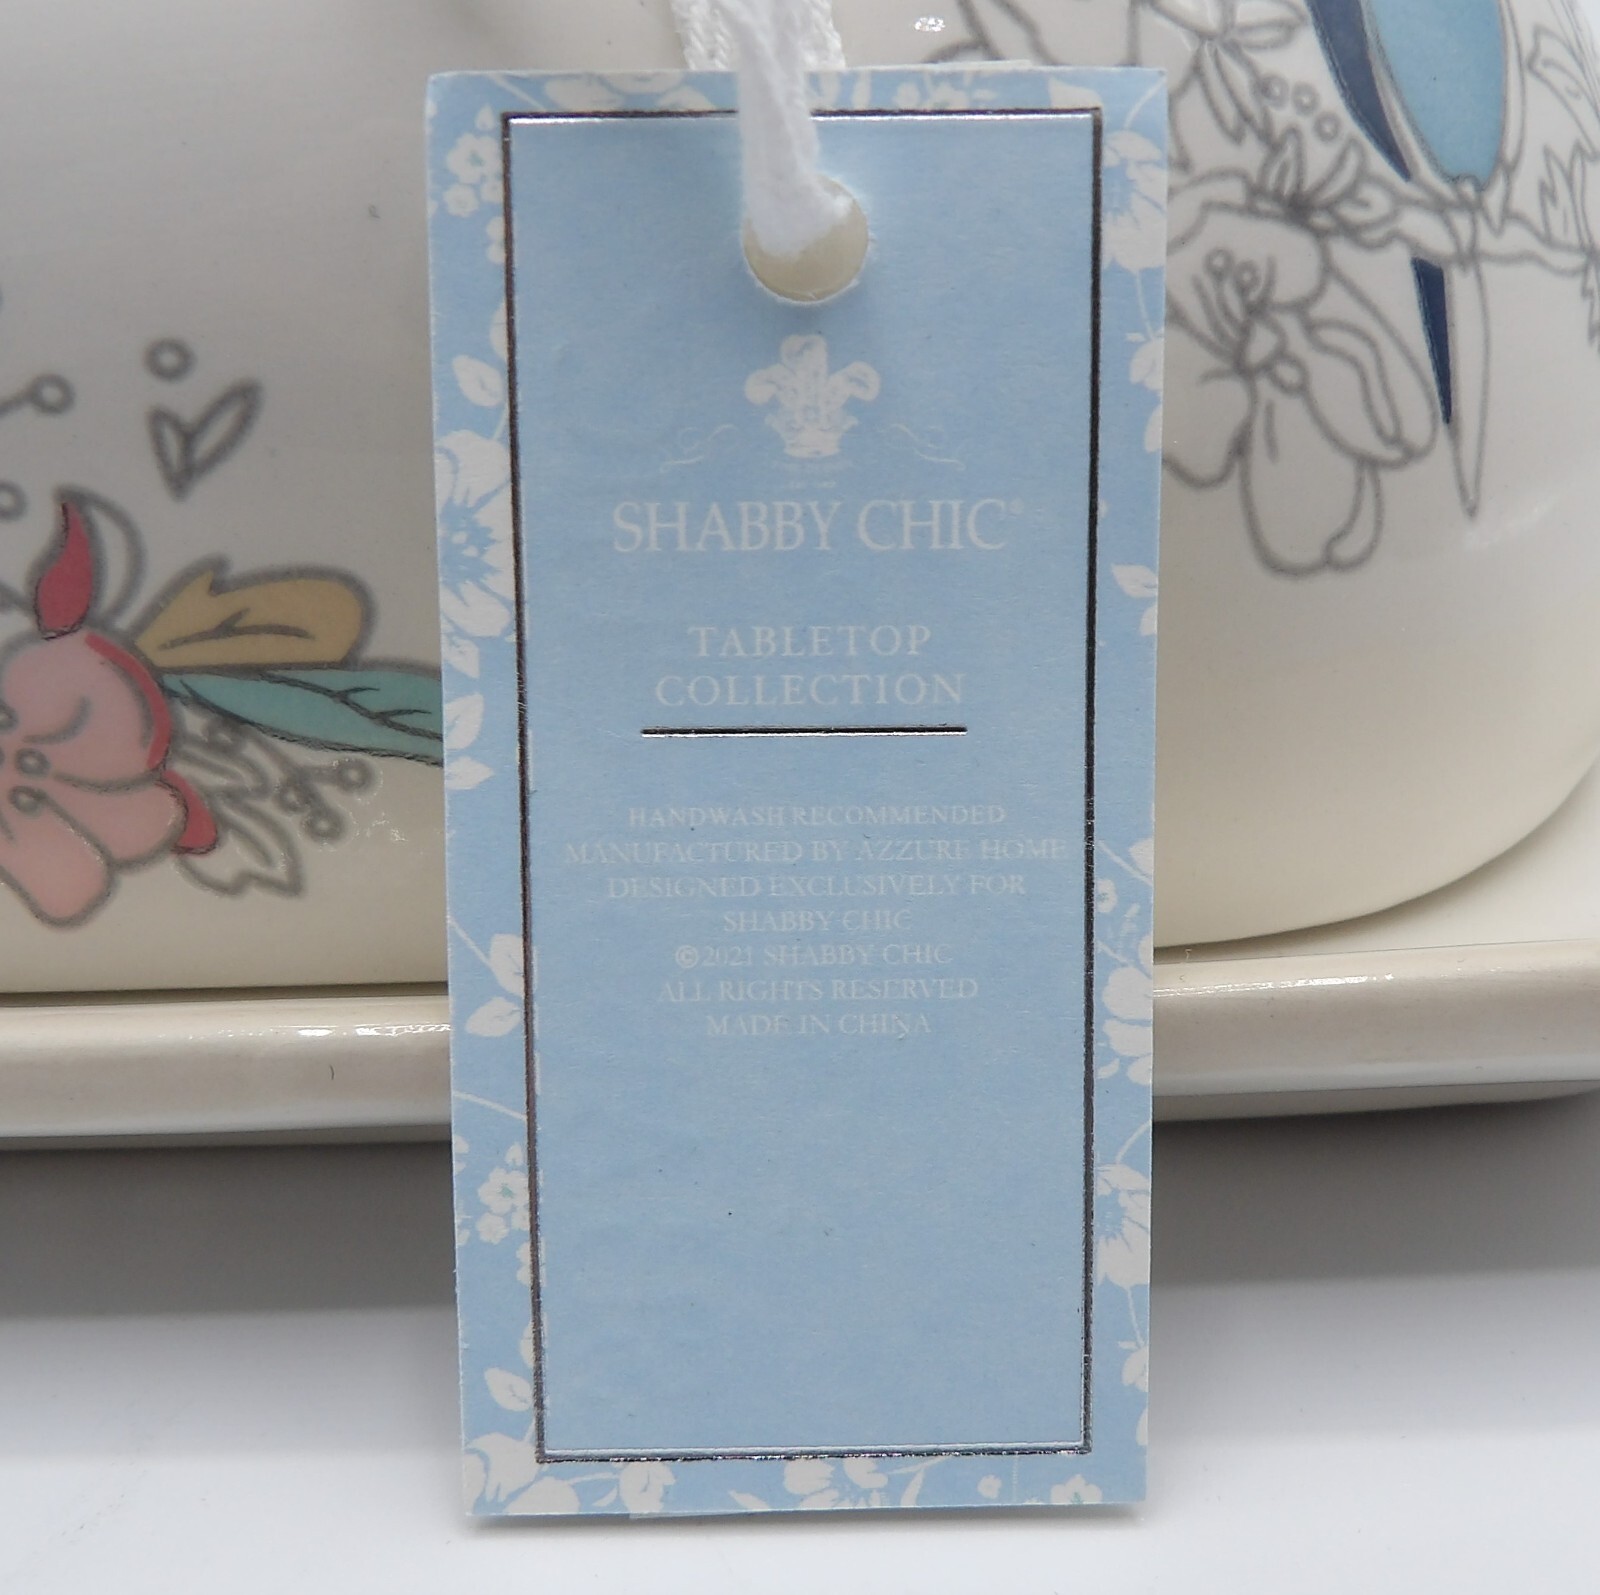 SHABBY CHIC®
TABLETOP
COLLECTION
HANDWASH RECOMMENDED
MANUFACTURED BY AZZURE HOME
DESIGNED EXCLUSIVELY FOR
SHABBY CHIC
©2021 SHABBY CHIC
ALL RIGHTS RESERVED
MADE IN CHINA